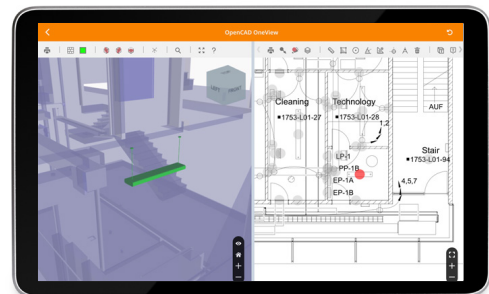 OpenCAD OneView
LEFT
FRONT
Cleaning
Technology
1753-L01-27
1753-L01-28
1,2
AUF
Stair
1753-L01-94
LP-1
PP-1B
EP-1A
EP-1B
4,5,7